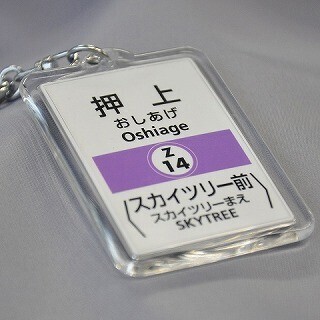 押上
おしあげ
Oshiage
Z
14
〈スカイツリー前〉
スカイツリーまえ
SKYTREE